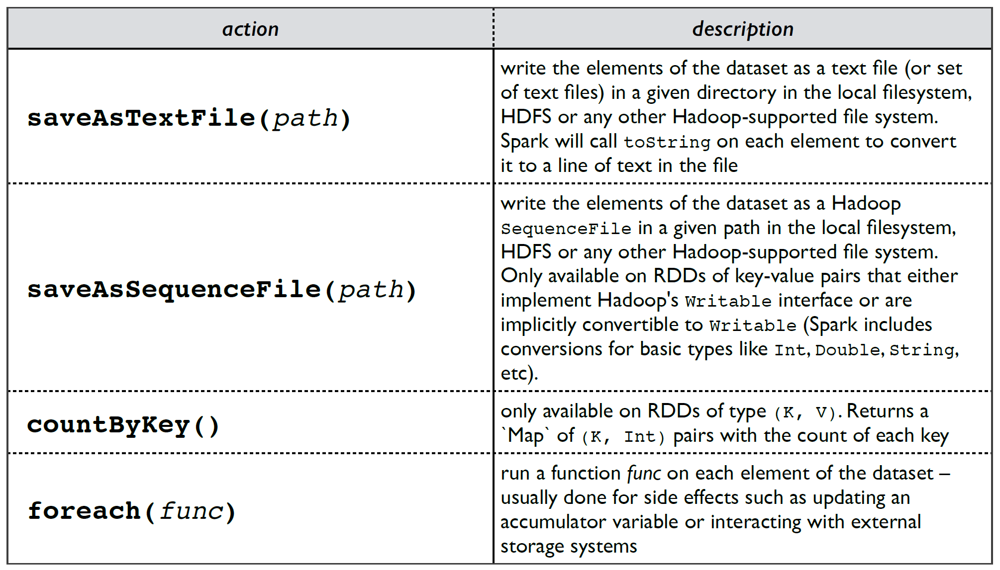 action
description
saveAsTextFile(path)
write the elements of the dataset as a text file (or set
of text files) in a given directory in the local filesystem,
HDFS or any other Hadoop-supported file system.
Spark will call toString on each element to convert
it to a line of text in the file
saveAsSequenceFile(path)
write the elements of the dataset as a Hadoop
SequenceFile in a given path in the local filesystem,
HDFS or any other Hadoop-supported file system.
Only available on RDDs of key-value pairs that either
implement Hadoop's Writable interface or are
implicitly convertible to Writable (Spark includes
conversions for basic types like Int, Double, String,
etc).
countByKey()
only available on RDDs of type (K, V). Returns a
`Map` of (K, Int) pairs with the count of each key
foreach(func)
run a function func on each element of the dataset –
usually done for side effects such as updating an
accumulator variable or interacting with external
storage systems